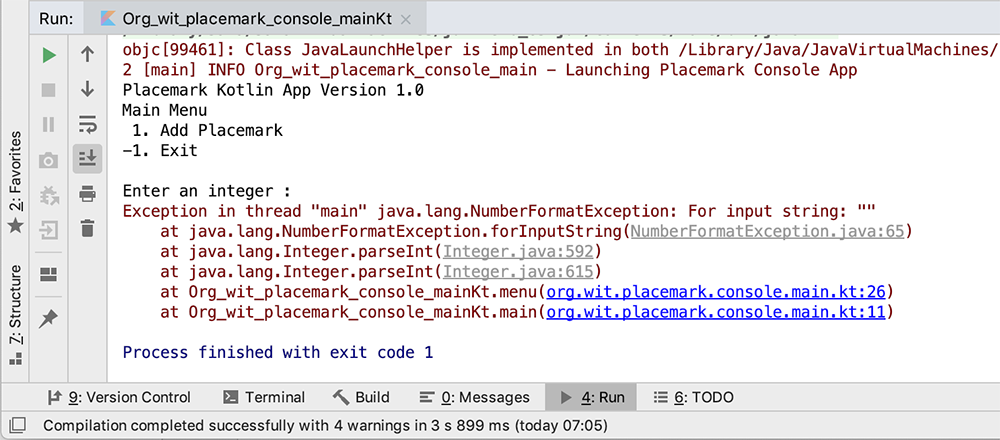 Run: Org_wit_placemark_console_mainKt
objc[99461]: Class JavaLaunchHelper is implemented in both /Library/Java/JavaVirtualMachines/
2 [main] INFO Org_wit_placemark_console_main - Launching Placemark Console App
Placemark Kotlin App Version 1.0
Main Menu
1. Add Placemark
-1. Exit
Enter an integer :
Exception in thread "main" java.lang.NumberFormatException: For input string: ""
at java.lang.NumberFormatException.forInputString(NumberFormatException.java:65)
at java.lang.Integer.parseInt(Integer.java:592)
at java.lang.Integer.parseInt(Integer.java:615)
at Org_wit_placemark_console_mainKt.menu(org.wit.placemark.console.main.kt:26)
at Org_wit_placemark_console_mainKt.main(org.wit.placemark.console.main.kt:11)
Process finished with exit code 1
2: Favorites
7: Structure
9: Version Control Terminal Build 0: Messages 4: Run 6: TODO
Compilation completed successfully with 4 warnings in 3 s 899 ms (today 07:05)